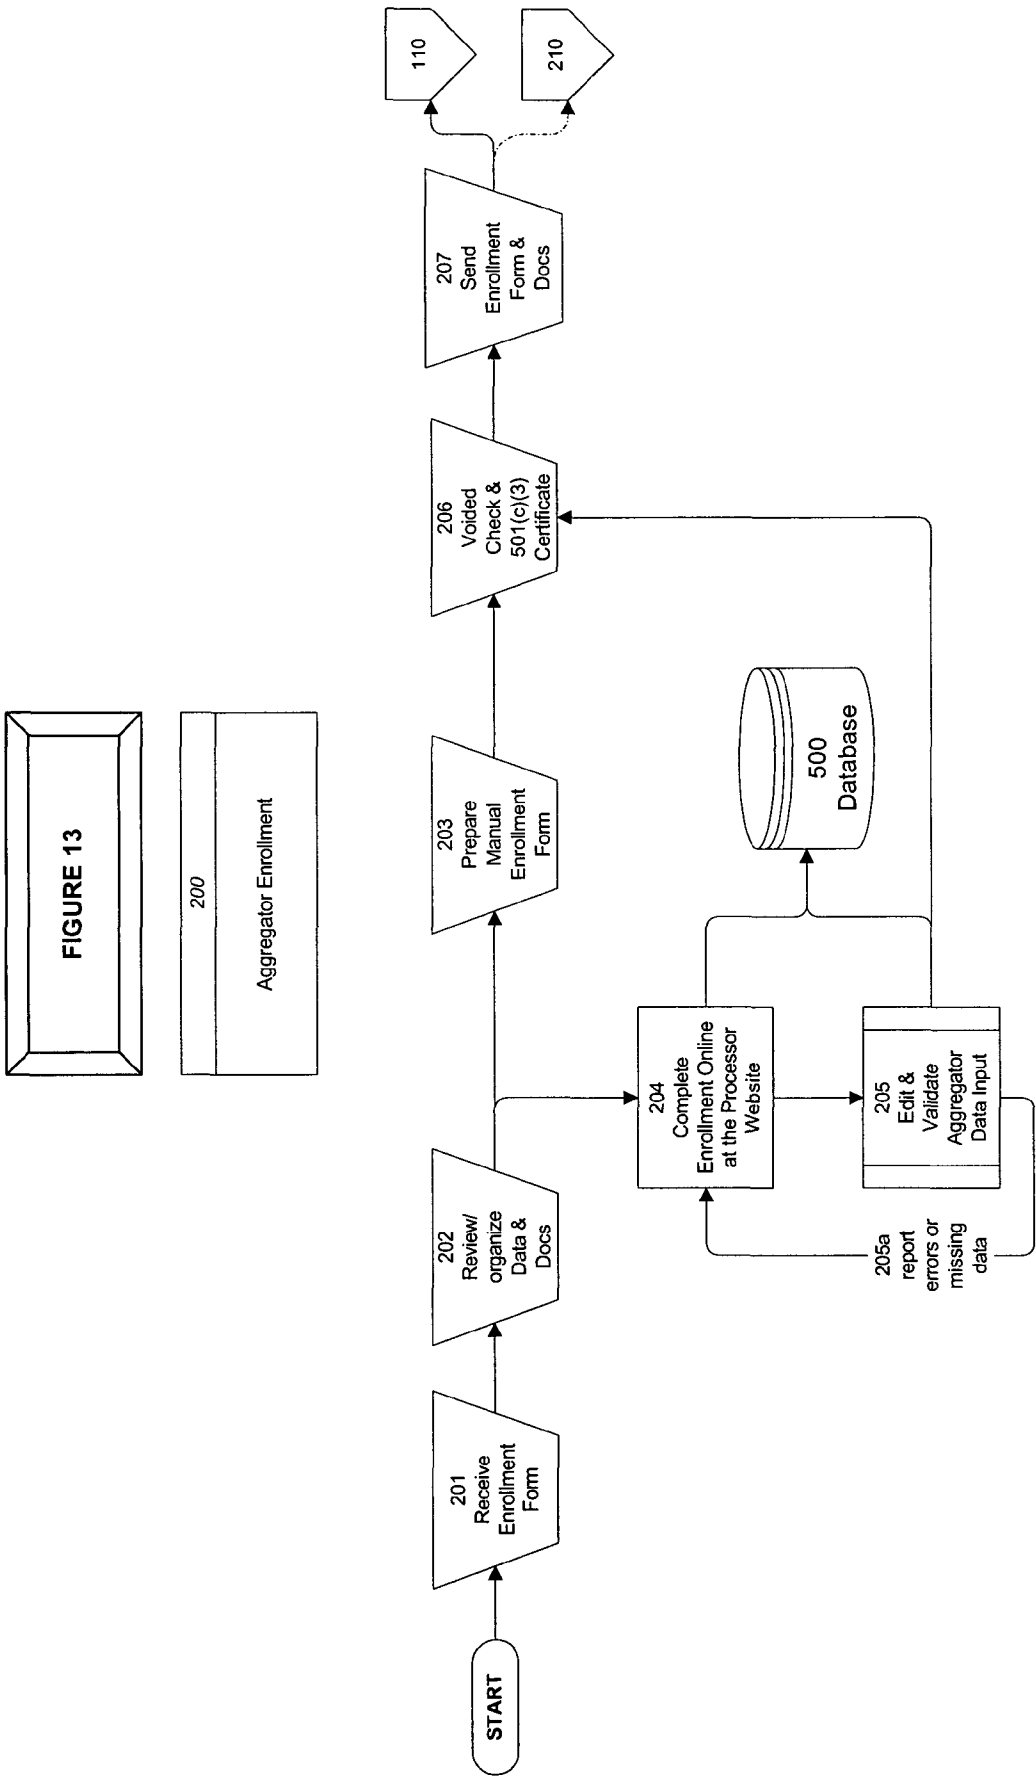 FIGURE 13
200
Aggregator Enrollment
START
201
Receive
Enrollment
Form
202
Review/
organize
Data &
Docs
203
Prepare
Manual
Enrollment
Form
206
Voided
Check &
501(c)(3)
Certificate
207
Send
Enrollment
Form &
Docs
110
210
204
Complete
Enrollment Online
at the Processor
Website
500
Database
205a
report
errors or
missing
data
205
Edit &
Validate
Aggregator
Data Input